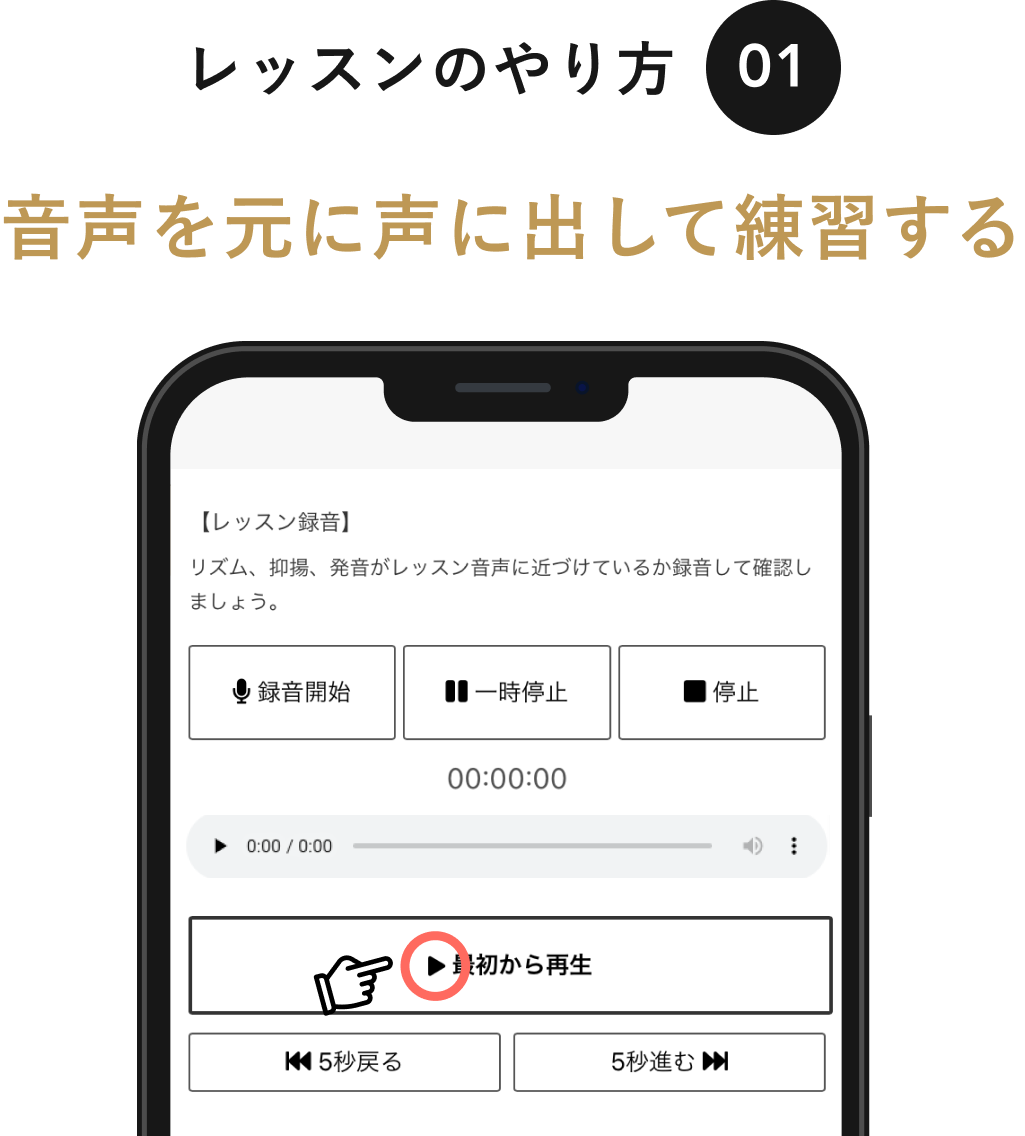 レッスンのやり方 01
音声を元に声に出して練習する
【レッスン録音】
リズム、抑揚、発音がレッスン音声に近づけているか録音して確認し
ましょう。
録音開始 一時停止 停止
00:00:00
0:00 / 0:00
最初から再生
5秒戻る 5秒進む